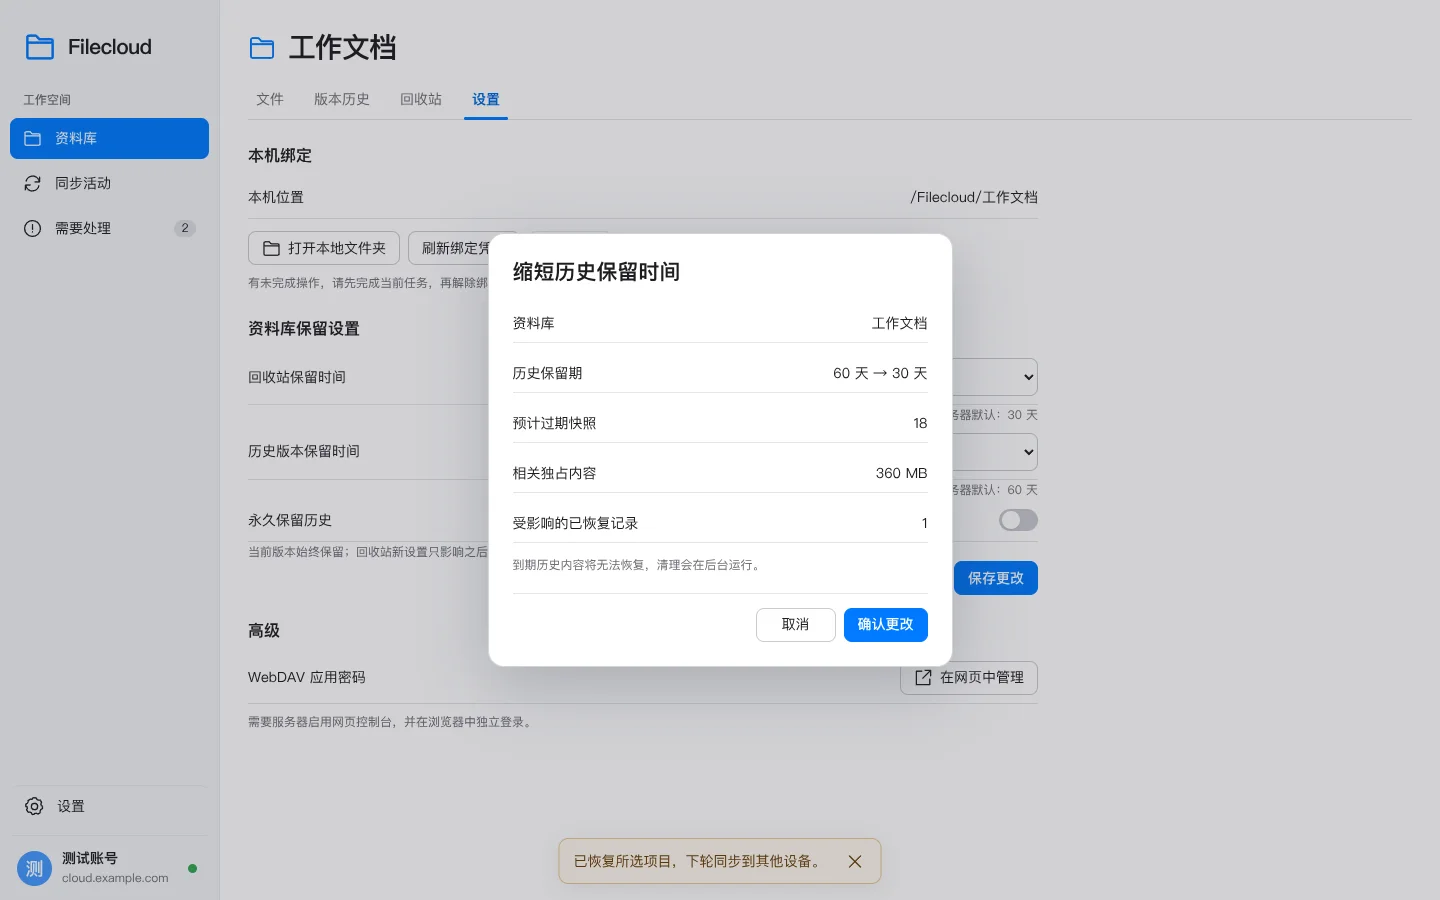 Filecloud
工作空间
资料库
同步活动
需要处理 2
设置
测试账号
cloud.example.com
测
工作文档
文件 版本历史 回收站 设置
本机绑定
本机位置 /Filecloud/工作文档
打开本地文件夹 刷新绑定凭
有未完成操作，请先完成当前任务，再解除绑
资料库保留设置
回收站保留时间
务器默认：30 天
历史版本保留时间
务器默认：60 天
永久保留历史
当前版本始终保留；回收站新设置只影响之后
保存更改
高级
WebDAV 应用密码 在网页中管理
需要服务器启用网页控制台，并在浏览器中独立登录。
缩短历史保留时间
资料库 工作文档
历史保留期 60 天 → 30 天
预计过期快照 18
相关独占内容 360 MB
受影响的已恢复记录 1
到期历史内容将无法恢复，清理会在后台运行。
取消 确认更改
已恢复所选项目，下轮同步到其他设备。